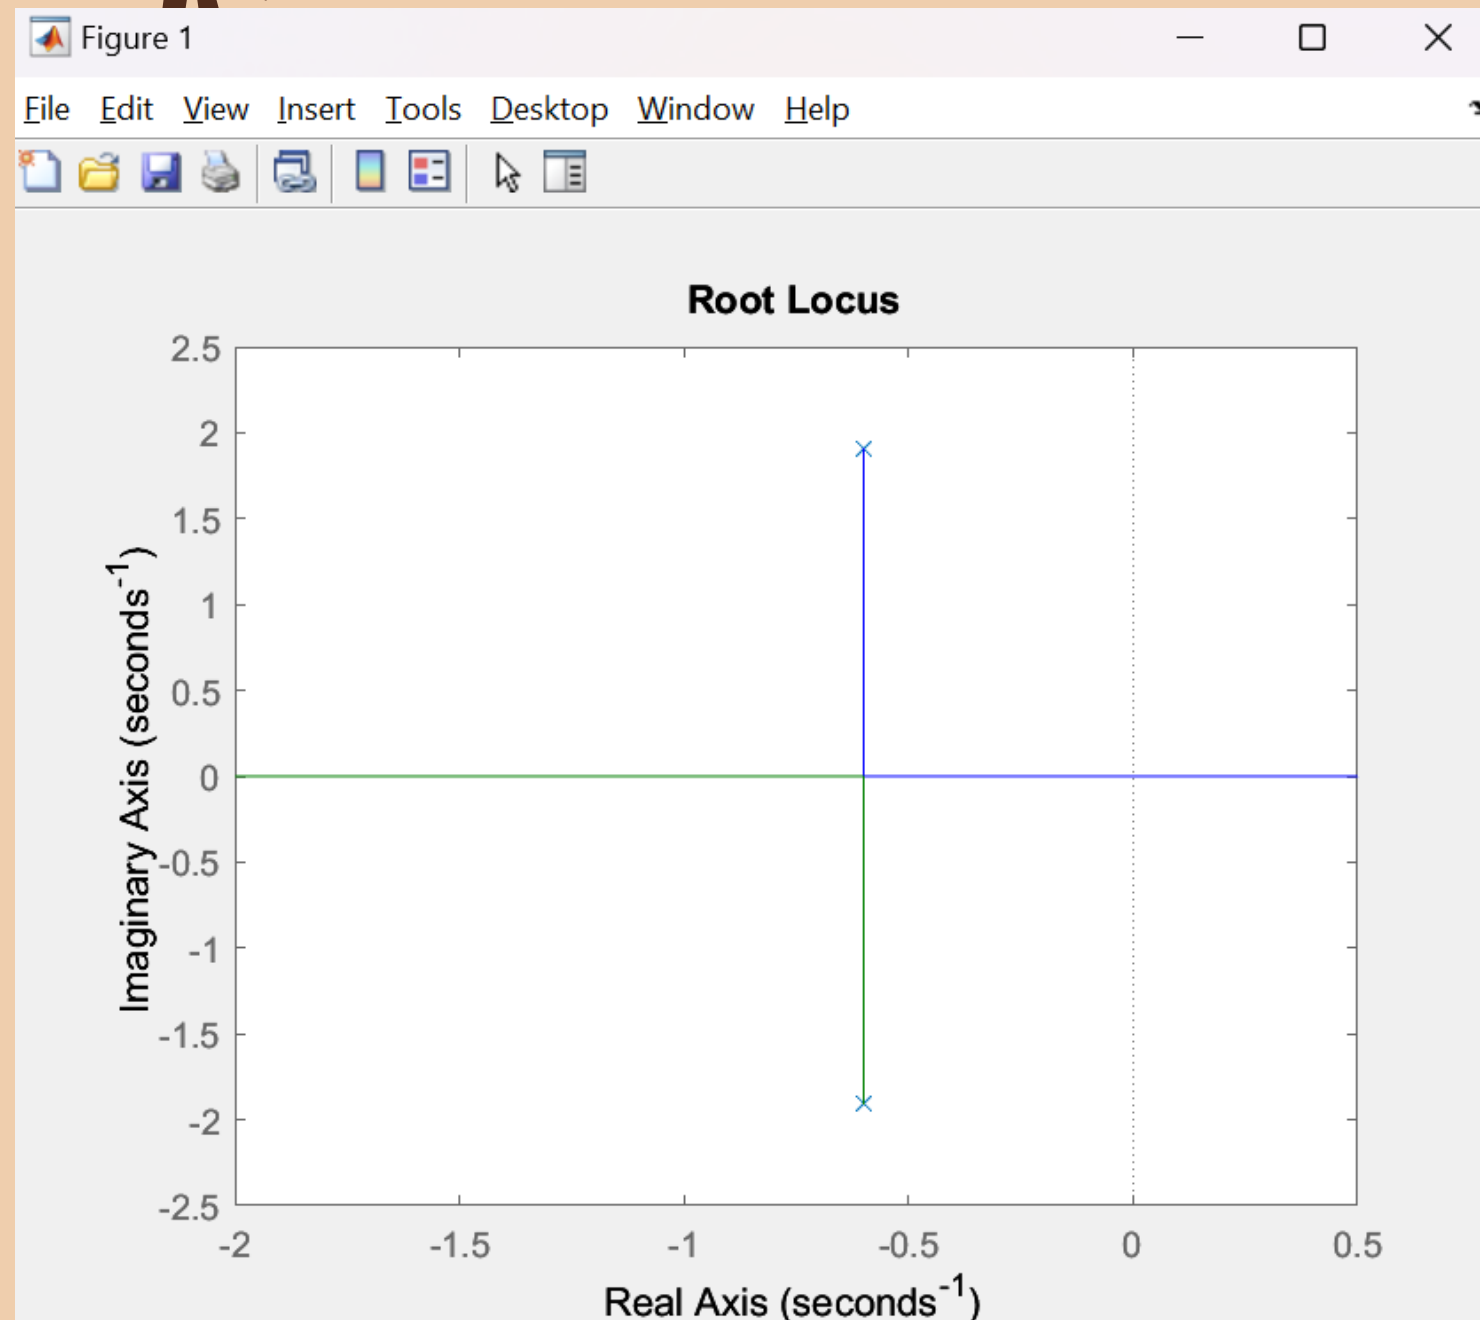 Figure 1
File Edit View Insert Tools Desktop Window Help
Root Locus
2.5
2
1.5
1
0.5
0
-0.5
-1
-1.5
-2
-2.5
Imaginary Axis (seconds⁻¹)
-2 -1.5 -1 -0.5 0 0.5
Real Axis (seconds⁻¹)